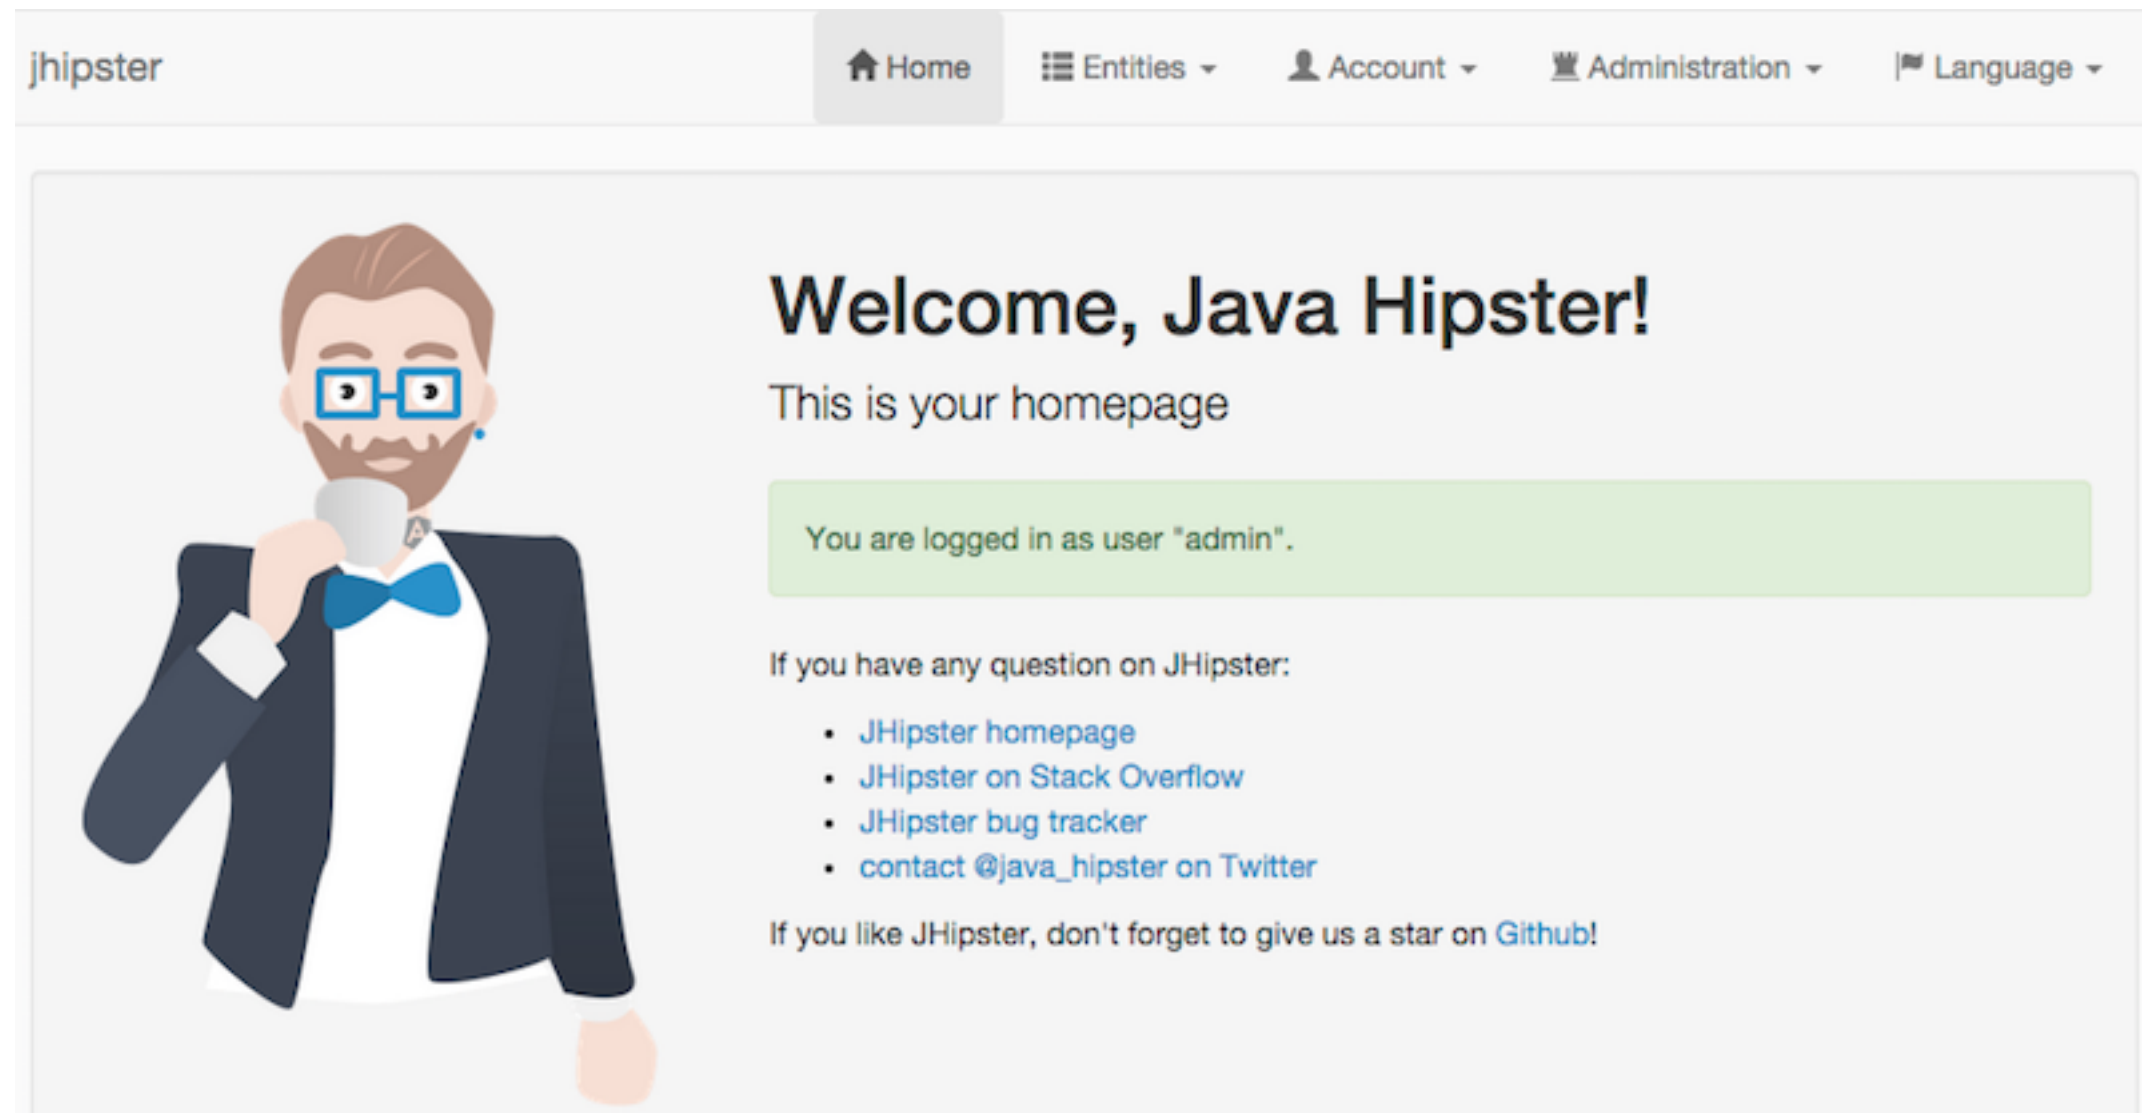 jhipster
Home
Entities
Account
Administration
Language
Welcome, Java Hipster!
This is your homepage
You are logged in as user "admin".
If you have any question on JHipster:
JHipster homepage
JHipster on Stack Overflow
JHipster bug tracker
contact @java_hipster on Twitter
If you like JHipster, don't forget to give us a star on Github!
A